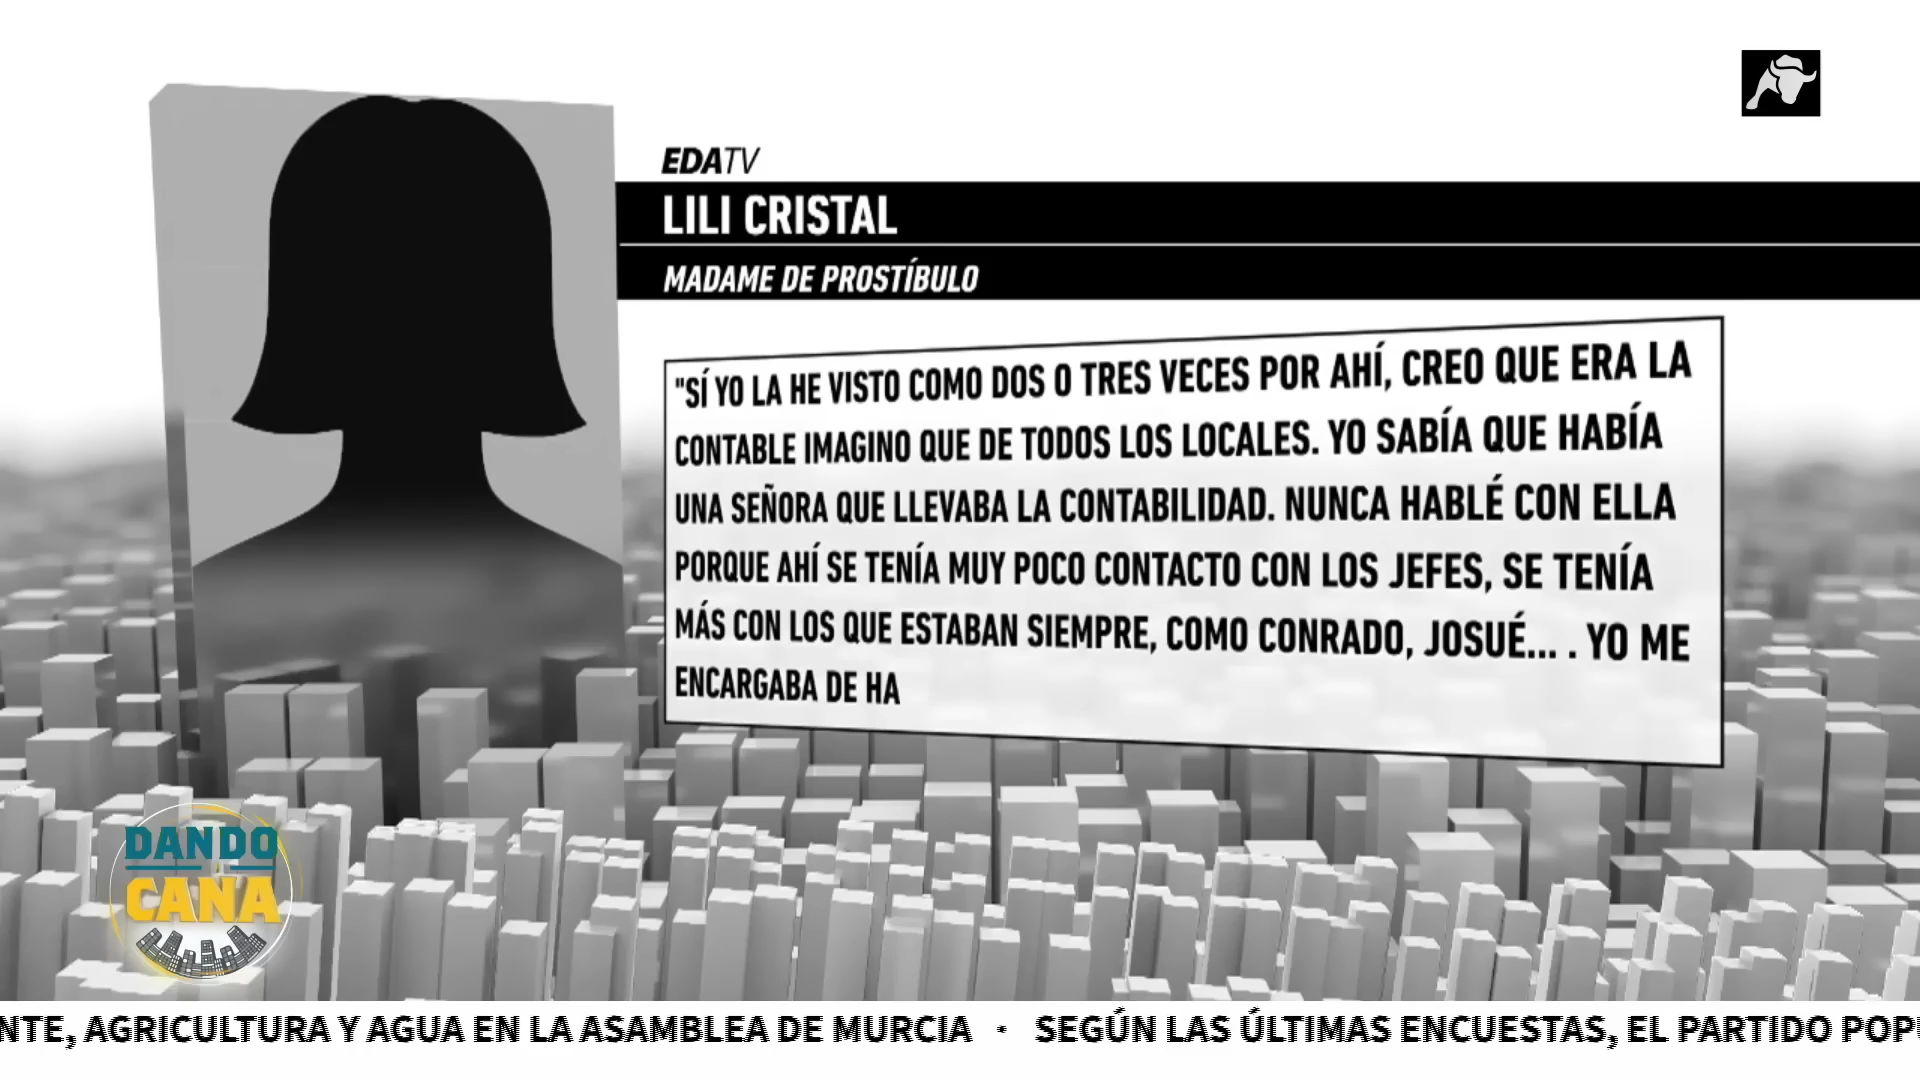 EDATV
LILI CRISTAL
MADAME DE PROSTÍBULO
"SÍ YO LA HE VISTO COMO DOS O TRES VECES POR AHÍ, CREO QUE ERA LA
CONTABLE IMAGINO QUE DE TODOS LOS LOCALES. YO SABÍA QUE HABÍA
UNA SEÑORA QUE LLEVABA LA CONTABILIDAD. NUNCA HABLÉ CON ELLA
PORQUE AHÍ SE TENÍA MUY POCO CONTACTO CON LOS JEFES, SE TENÍA
MÁS CON LOS QUE ESTABAN SIEMPRE, COMO CONRADO, JOSUÉ... . YO ME
ENCARGABA DE HA
DANDO
CAÑA
NTE, AGRICULTURA Y AGUA EN LA ASAMBLEA DE MURCIA • SEGÚN LAS ÚLTIMAS ENCUESTAS, EL PARTIDO POPU